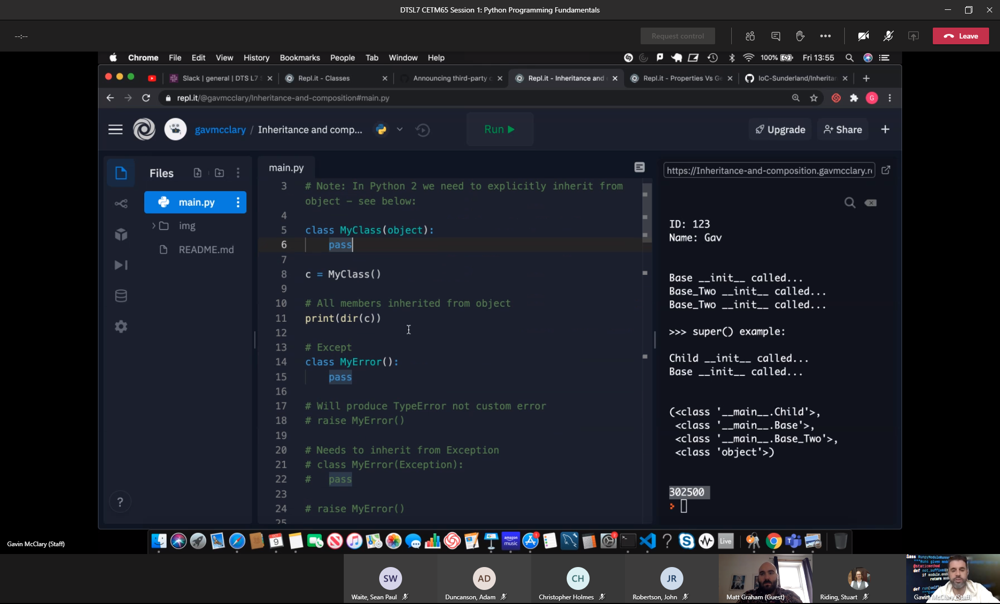 DTSL7 CETM65 Session 1: Python Programming Fundamentals
--:--
Request control
Leave
Chrome File Edit View History Bookmarks People Tab Window Help
100% Fri 13:55
Slack | general | DTS L7
Repl.it - Classes
Announcing third-party c
Repl.it - Inheritance and
Repl.it - Properties Vs Ge
IoC-Sunderland/Inheritan
repl.it/@gavmcclary/Inheritance-and-composition#main.py
G
gavmcclary / Inheritance and comp...
Run
Upgrade
Share
Files
main.py
img
README.md
main.py
3 # Note: In Python 2 we need to explicitly inherit from
object – see below:
4
5 class MyClass(object):
6 pass
7
8 c = MyClass()
9
10 # All members inherited from object
11 print(dir(c))
12
13 # Except
14 class MyError():
15 pass
16
17 # Will produce TypeError not custom error
18 # raise MyError()
19
20 # Needs to inherit from Exception
21 # class MyError(Exception):
22 # pass
23
24 # raise MyError()
25
https://Inheritance-and-composition.gavmcclary.r
ID: 123
Name: Gav
Base __init__ called...
Base_Two __init__ called...
Base_Two __init__ called...
>>> super() example:
Child __init__ called...
Base __init__ called...
(<class '__main__.Child'>,
<class '__main__.Base'>,
<class '__main__.Base_Two'>,
<class 'object'>)
302500
?
9
amazon
music
Live
Gavin McClary (Staff)
SW
Waite, Sean Paul
AD
Duncanson, Adam
CH
Christopher Holmes
JR
Robertson, John
Matt Graham (Guest)
Riding, Stuart
Gavin McClary (Staff)